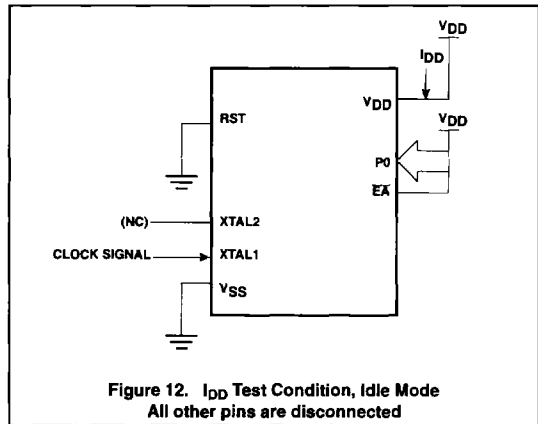 VDD
IDD
VDD
RST
VDD
P0
EA
(NC)
XTAL2
CLOCK SIGNAL
XTAL1
VSS
Figure 12. IDD Test Condition, Idle Mode
All other pins are disconnected